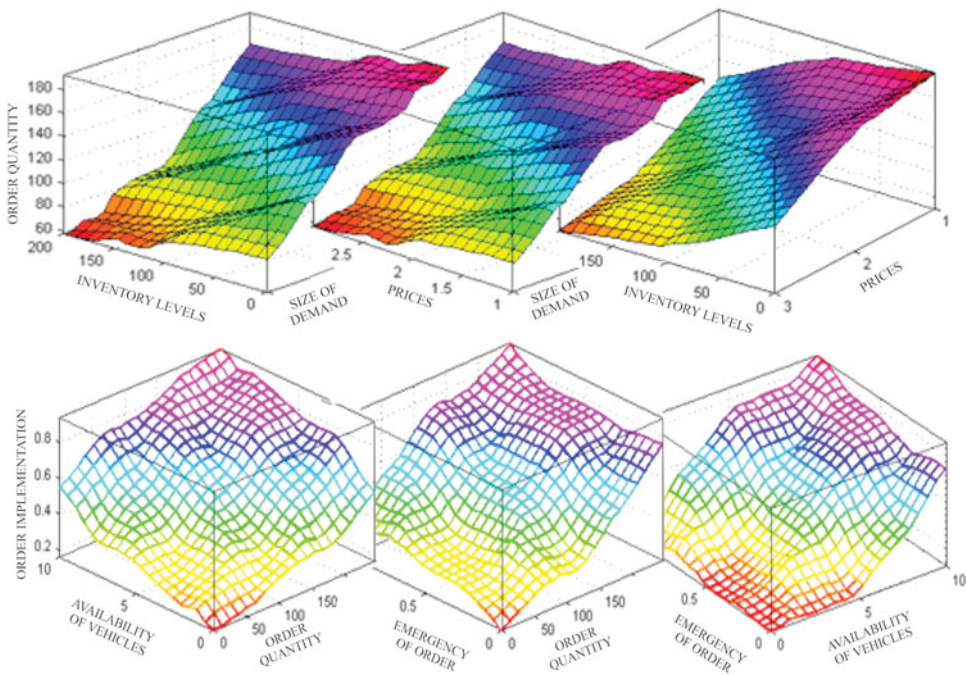 ORDER QUANTITY
180
160
140
120
100
80
60
200
150
100
50
0
INVENTORY LEVELS
SIZE OF
DEMAND
2.5
2
1.5
1
PRICES
SIZE OF
DEMAND
150
100
50
0
INVENTORY LEVELS
3
2
1
PRICES
ORDER IMPLEMENTATION
0.8
0.6
0.4
0.2
10
5
0
AVAILABILITY
OF VEHICLES
0
50
100
150
ORDER
QUANTITY
0.5
0
EMERGENCY
OF ORDER
0
50
100
150
ORDER
QUANTITY
0.5
0
EMERGENCY
OF ORDER
0
5
10
AVAILABILITY
OF VEHICLES